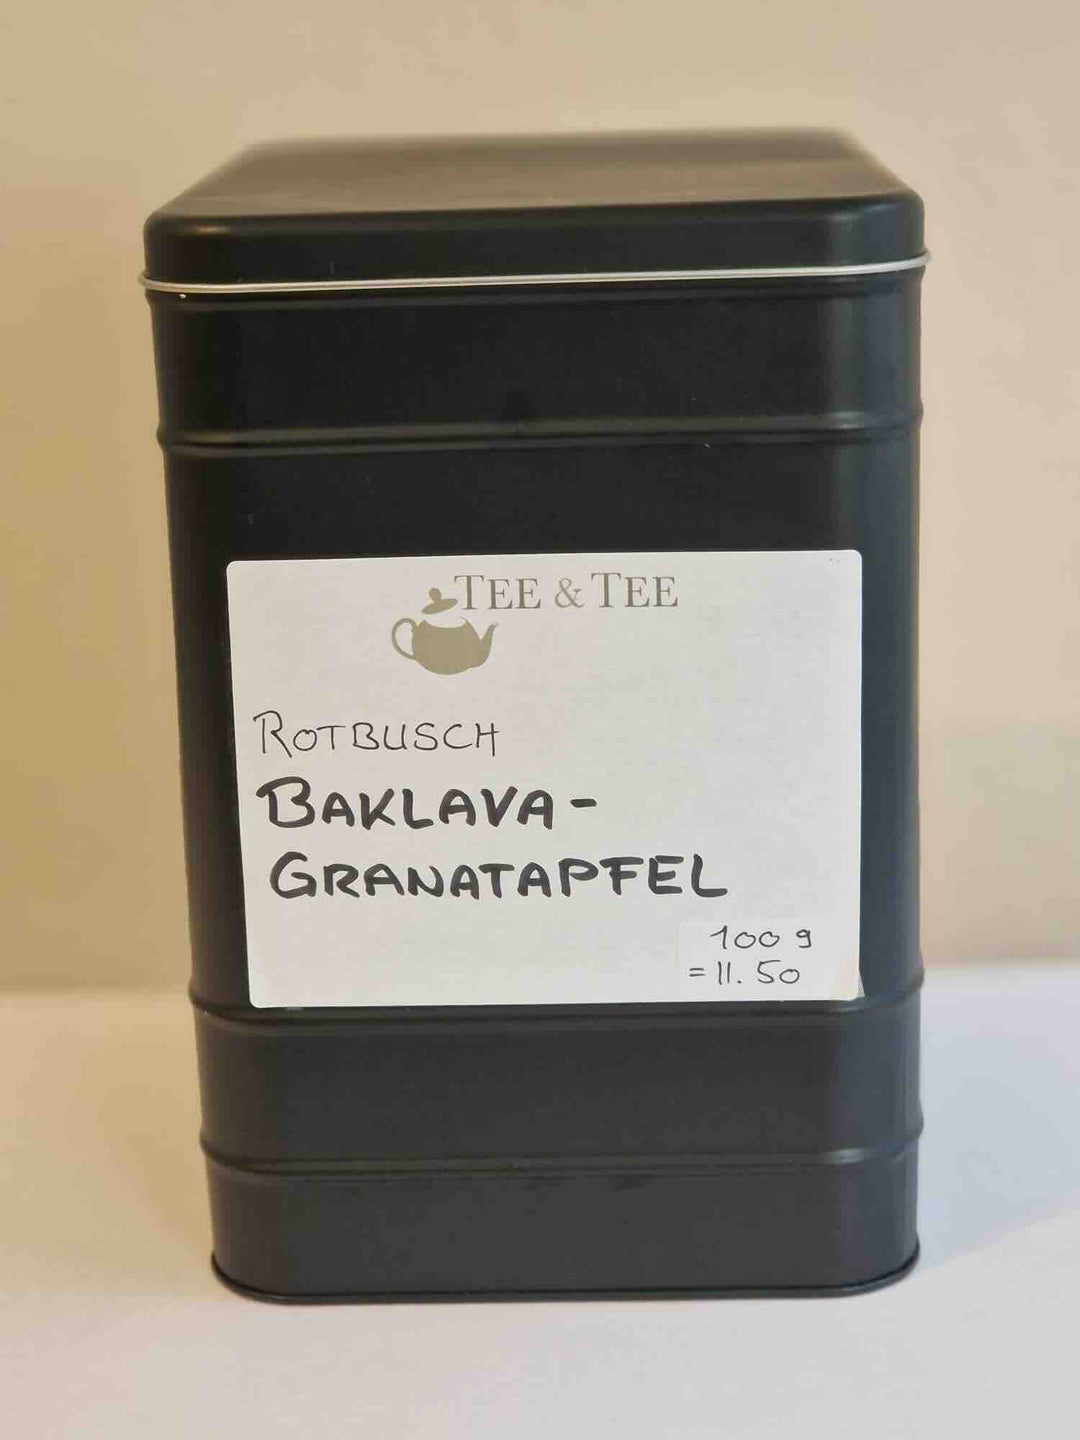 TEE & TEE
ROTBUSCH
BAKLAVA-
GRANATAPFEL
100 g
= 11.50